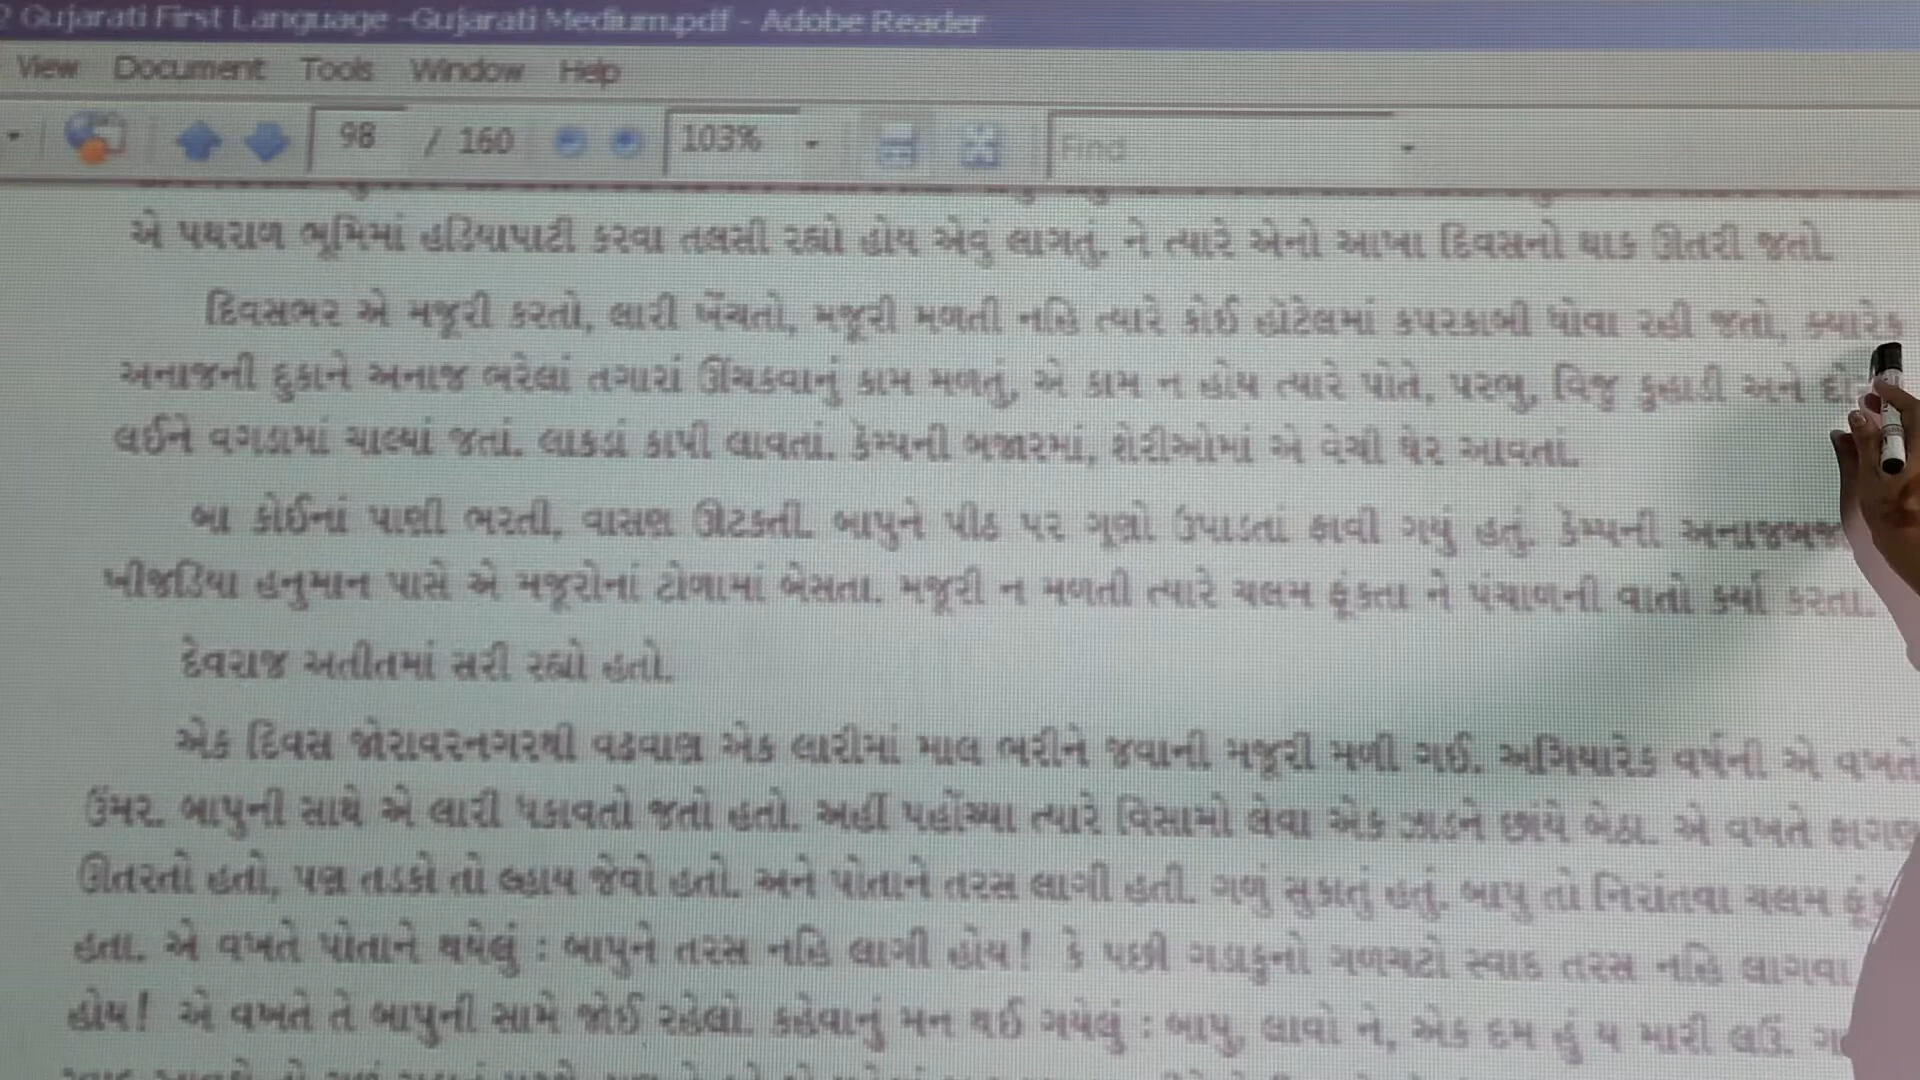 ? Gujarati First Language -Gujarati Medium.pdf - Adobe Reader
View Document Tools Window Help
98 / 160 103% Find
એ પથરાળ ભૂમિમાં હડિયાપાટી કરવા તલસી રહ્યો હોય એવું લાગતું. ને ત્યારે એનો આખા દિવસનો થાક ઊતરી જતો.
દિવસભર એ મજૂરી કરતો, લારી ખેંચતો, મજૂરી મળતી નહિ ત્યારે કોઈ હૉટેલમાં કપરકાબી ધોવા રહી જતો, ક્યારેક
અનાજની દુકાને અનાજ ભરેલાં તગારાં ઊંચકવાનું કામ મળતું, એ કામ ન હોય ત્યારે પોતે, પરભુ, વિજુ કુહાડી અને
લઈને વગડામાં ચાલ્યાં જતાં. લાકડાં કાપી લાવતાં. કેમ્પની બજારમાં, શેરીઓમાં એ વેચી ઘેર આવતાં.
બા કોઈનાં પાણી ભરતી, વાસણ ઊટકતી. બાપુને પીઠ પર ગૂણો ઉપાડતાં ફાવી ગયું હતું. કેમ્પની
ખીજડિયા હનુમાન પાસે એ મજૂરોનાં ટોળામાં બેસતા. મજૂરી ન મળતી ત્યારે ચલમ ફૂંકતા ને પંચાળની વાતો કર્યા કરતા.
દેવરાજ અતીતમાં સરી રહ્યો હતો.
એક દિવસ જોરાવરનગરથી વઢવાણ એક લારીમાં માલ ભરીને જવાની મજૂરી મળી ગઈ. અગિયારેક વર્ષની એ વખતે
ઉંમર. બાપુની સાથે એ લારી ધકાવતો જતો હતો. અહીં પહોંચ્યા ત્યારે વિસામો લેવા એક ઝાડને છાંયે બેઠા. એ વખતે ફાગણ
ઊતરતો હતો, પણ તડકો તો લ્હાય જેવો હતો. અને પોતાને તરસ લાગી હતી. ગળું સુકાતું હતું. બાપુ તો નિરાંતવા ચલમ
હતા. એ વખતે પોતાને થયેલું : બાપુને તરસ નહિ લાગી હોય! કે પછી ગડાકુનો ગળચટો સ્વાદ તરસ નહિ લાગવા
હોય! એ વખતે તે બાપુની સામે જોઈ રહેલો. કહેવાનું મન થઈ ગયેલું : બાપુ, લાવો ને, એક દમ હું ય મારી લઉં.